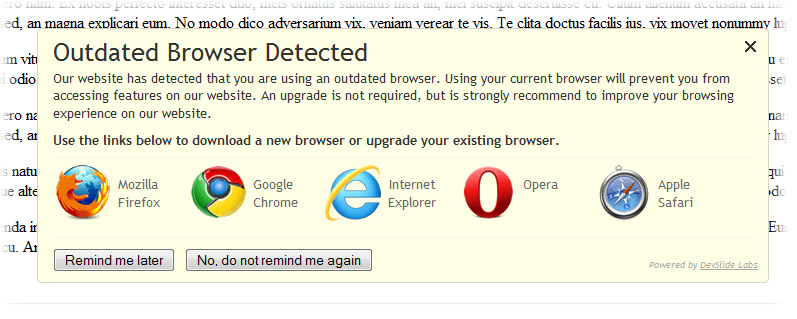 an magna explicari eum. No modo dico adversarium vix, veniam verear te vis. Te clita doctus facilis ius, vix movet nonummy
Outdated Browser Detected
Our website has detected that you are using an outdated browser. Using your current browser will prevent you from
accessing features on our website. An upgrade is not required, but is strongly recommend to improve your browsing
experience on our website.
Use the links below to download a new browser or upgrade your existing browser.
Mozilla
Firefox
Google
Chrome
Internet
Explorer
Opera
Apple
Safari
Remind me later
No, do not remind me again
Powered by DevSlide Labs